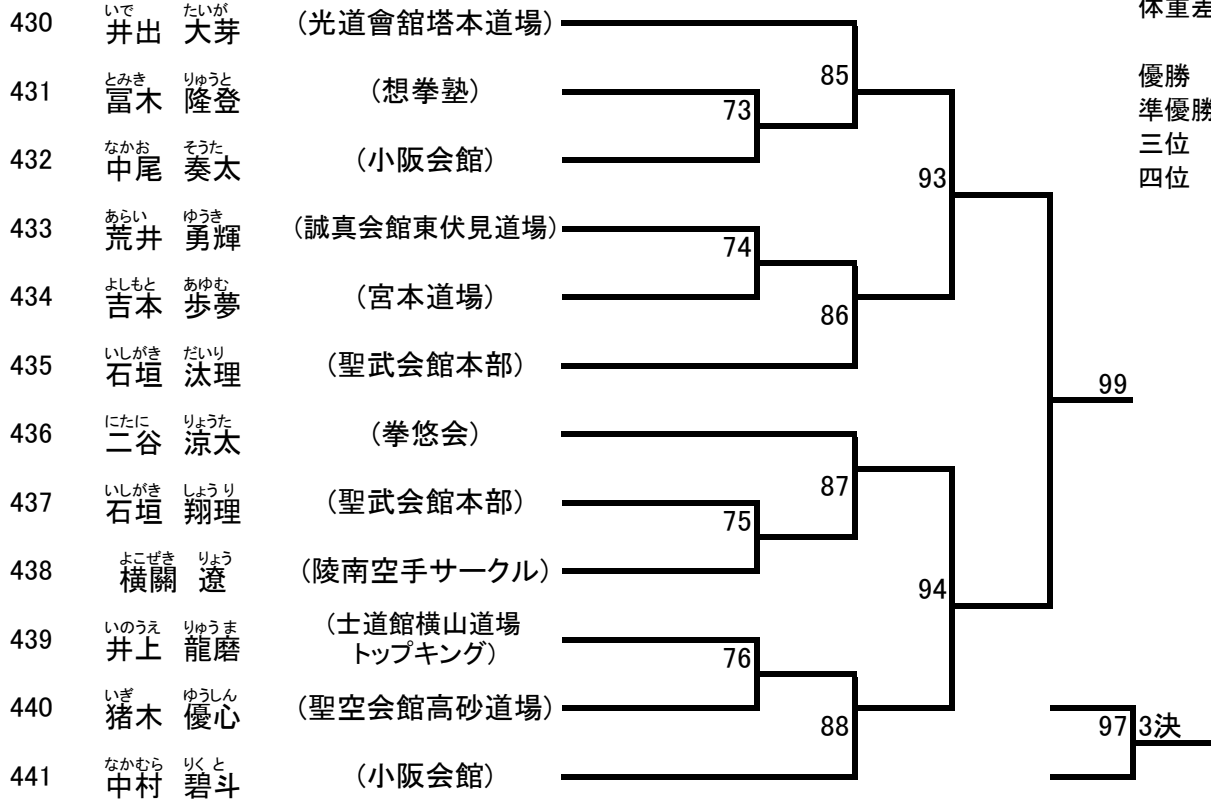 体重差
430 井出 大芽 (光道會舘塔本道場)
いで たいが
85
優勝
431 冨木 隆登 (想拳塾)
とみき りゅうと
73
準優勝
432 中尾 奏太 (小阪会館)
なかお そうた
三位
93
四位
433 荒井 勇輝 (誠真会館東伏見道場)
あらい ゆうき
74
434 吉本 歩夢 (宮本道場)
よしもと あゆむ
86
435 石垣 汰理 (聖武会館本部)
いしがき だいり
99
436 二谷 涼太 (拳悠会)
にたに りょうた
87
437 石垣 翔理 (聖武会館本部)
いしがき しょうり
75
438 横關 遼 (陵南空手サークル)
よこぜき りょう
94
439 井上 龍磨 (士道館横山道場
トップキング)
いのうえ りゅうま
76
440 猪木 優心 (聖空会館高砂道場)
いぎ ゆうしん
88
97 3決
441 中村 碧斗 (小阪会館)
なかむら りくと